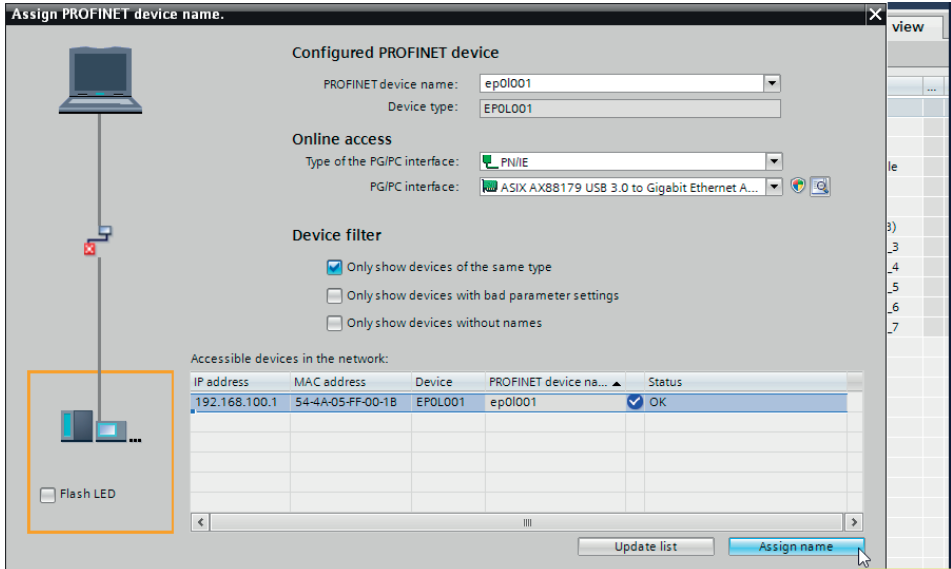 Assign PROFINET device name.
view
Configured PROFINET device
PROFINET device name: ep0l001
Device type: EP0L001
Online access
Type of the PG/PC interface: PN/IE
PG/PC interface: ASIX AX88179 USB 3.0 to Gigabit Ethernet A...
...
le
Device filter
3)
_3
Only show devices of the same type
_4
_5
Only show devices with bad parameter settings
_6
Only show devices without names
_7
Accessible devices in the network:
IP address MAC address Device PROFINET device na... Status
192.168.100.1 54-4A-05-FF-00-1B EP0L001 ep0l001 OK
...
Flash LED
Update list Assign name